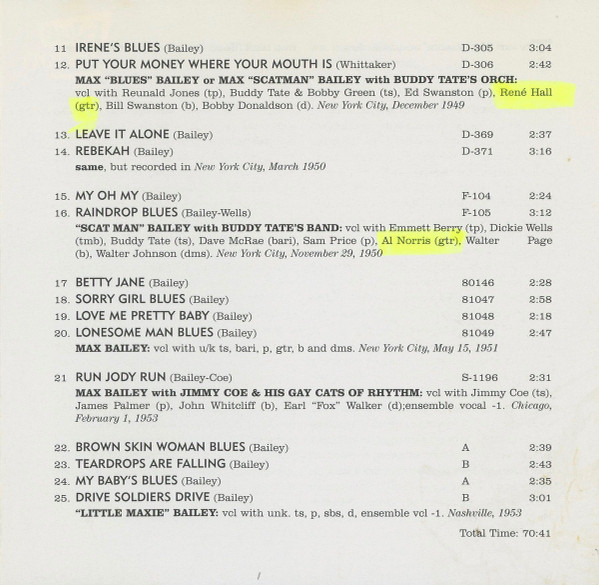 11 IRENE'S BLUES (Bailey) D-305 3:04
12. PUT YOUR MONEY WHERE YOUR MOUTH IS (Whittaker) D-306 2:42
MAX "BLUES" BAILEY or MAX "SCATMAN" BAILEY with BUDDY TATE'S ORCH:
vcl with Reunald Jones (tp), Buddy Tate & Bobby Green (ts), Ed Swanston (p), René Hall
(gtr), Bill Swanston (b), Bobby Donaldson (d). New York City, December 1949
13. LEAVE IT ALONE (Bailey) D-369 2:37
14. REBEKAH (Bailey) D-371 3:16
same, but recorded in New York City, March 1950
15. MY OH MY (Bailey) F-104 2:24
16. RAINDROP BLUES (Bailey-Wells) F-105 3:12
"SCAT MAN" BAILEY with BUDDY TATE'S BAND: vcl with Emmett Berry (tp), Dickie Wells
(tmb), Buddy Tate (ts), Dave McRae (bari), Sam Price (p), Al Norris (gtr), Walter Page
(b), Walter Johnson (dms). New York City, November 29, 1950
17 BETTY JANE (Bailey) 80146 2:28
18. SORRY GIRL BLUES (Bailey) 81047 2:58
19. LOVE ME PRETTY BABY (Bailey) 81048 2:18
20. LONESOME MAN BLUES (Bailey) 81049 2:47
MAX BAILEY: vcl with u/k ts, bari, p, gtr, b and dms. New York City, May 15, 1951
21 RUN JODY RUN (Bailey-Coe) S-1196 2:31
MAX BAILEY with JIMMY COE & HIS GAY CATS OF RHYTHM: vcl with Jimmy Coe (ts),
James Palmer (p), John Whitcliff (b), Earl "Fox" Walker (d);ensemble vocal -1. Chicago,
February 1, 1953
22. BROWN SKIN WOMAN BLUES (Bailey) A 2:39
23. TEARDROPS ARE FALLING (Bailey) B 2:43
24. MY BABY'S BLUES (Bailey) A 2:35
25. DRIVE SOLDIERS DRIVE (Bailey) B 3:01
"LITTLE MAXIE" BAILEY: vcl with unk. ts, p, sbs, d, ensemble vcl -1. Nashville, 1953
Total Time: 70:41